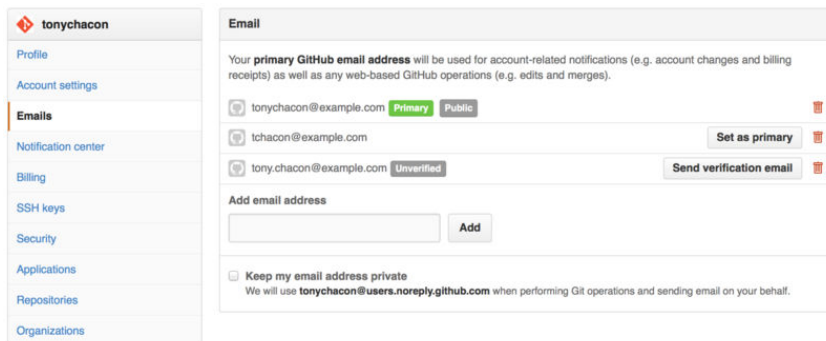 tonychacon
Profile
Account settings
Emails
Notification center
Billing
SSH keys
Security
Applications
Repositories
Organizations
Email
Your primary GitHub email address will be used for account-related notifications (e.g. account changes and billing
receipts) as well as any web-based GitHub operations (e.g. edits and merges).
tonychacon@example.com Primary Public
tchacon@example.com Set as primary
tony.chacon@example.com Unverified Send verification email
Add email address
Add
Keep my email address private
We will use tonychacon@users.noreply.github.com when performing Git operations and sending email on your behalf.